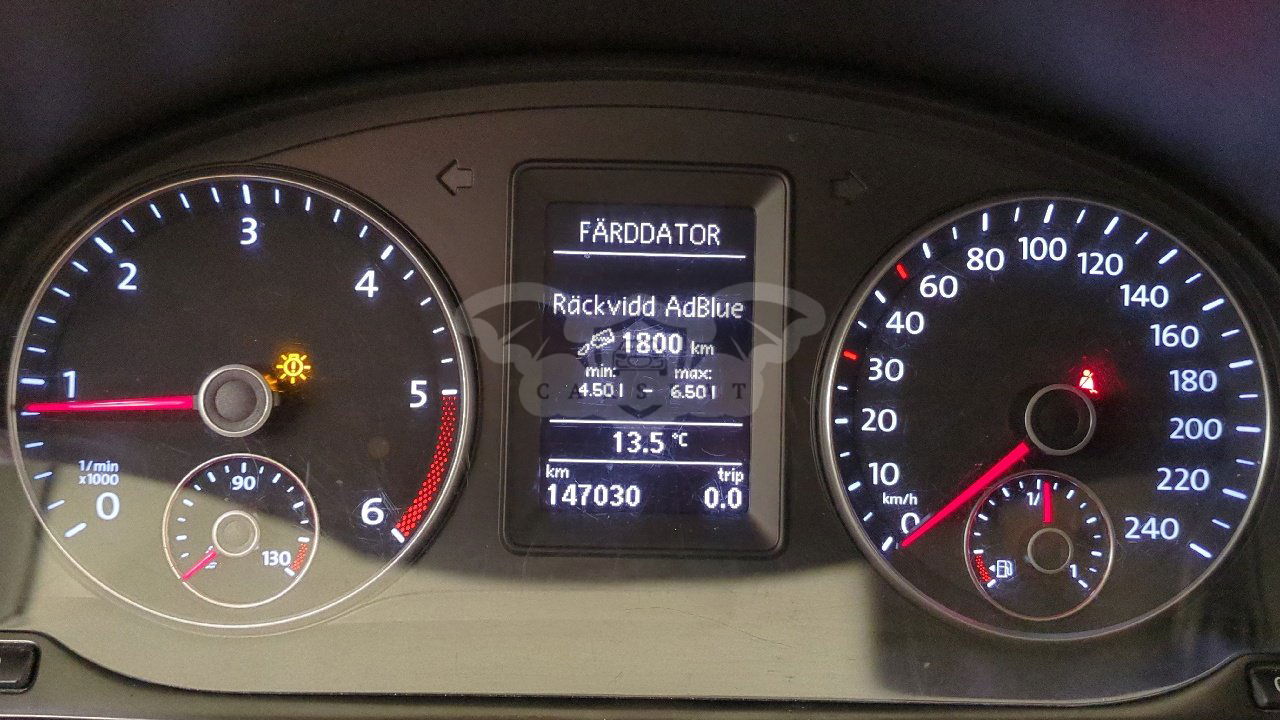 1/min
x1000
0
1
2
3
4
5
6
90
130
FÄRDDATOR
Räckvidd AdBlue
1800 km
min: max:
4.50 l – 6.50 l
13.5 °C
km trip
147030 0.0
km/h
0
10
20
30
40
60
80
100
120
140
160
180
200
220
240
1/
1